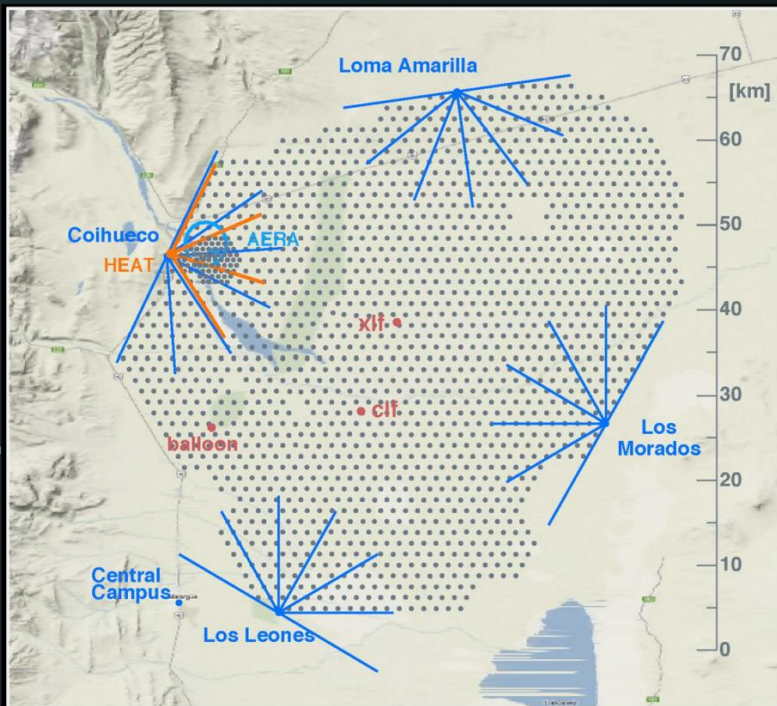 Loma Amarilla
70
[km]
60
50
Coihueco
AERA
HEAT
40
xlf
30
clf
balloon
Los
Morados
20
10
Central
Campus
Los Leones
0